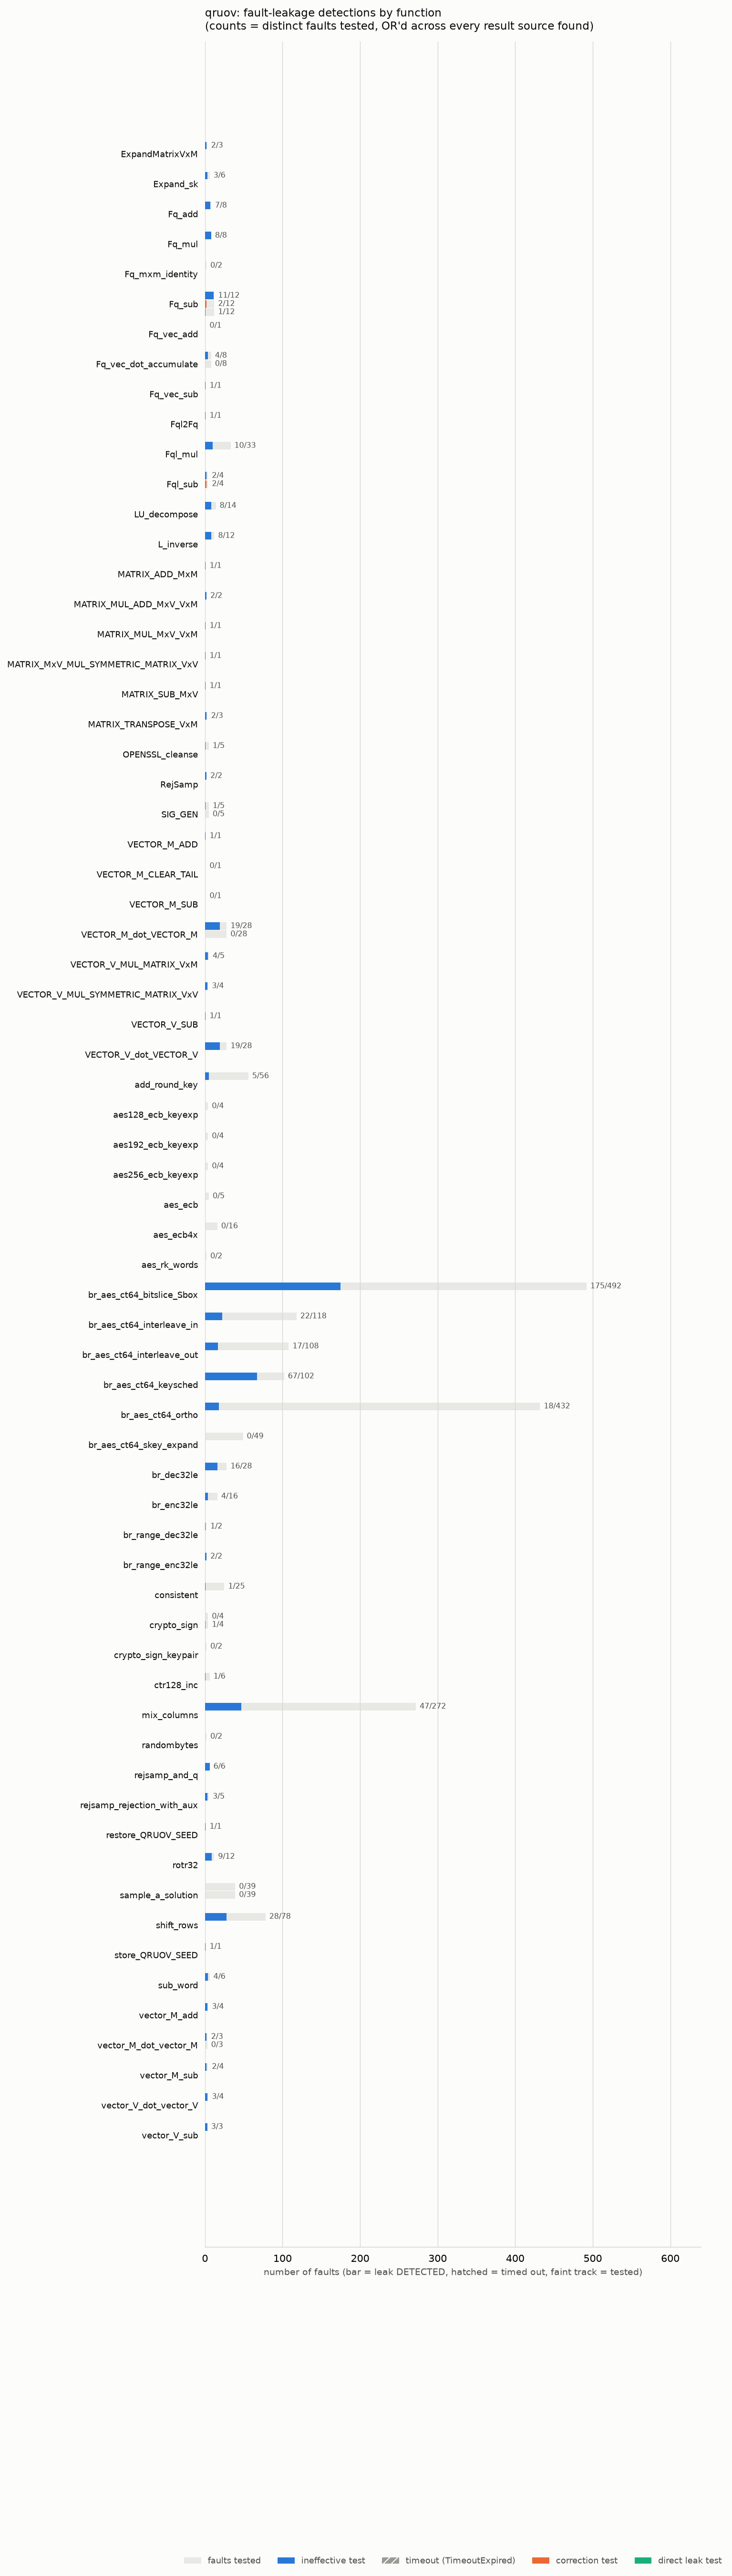 qruov: fault-leakage detections by function
(counts = distinct faults tested, OR'd across every result source found)
ExpandMatrixVxM 2/3
Expand_sk 3/6
Fq_add 7/8
Fq_mul 8/8
Fq_mxm_identity 0/2
Fq_sub 11/12
2/12
1/12
Fq_vec_add 0/1
Fq_vec_dot_accumulate 4/8
0/8
Fq_vec_sub 1/1
Fql2Fq 1/1
Fql_mul 10/33
Fql_sub 2/4
2/4
LU_decompose 8/14
L_inverse 8/12
MATRIX_ADD_MxM 1/1
MATRIX_MUL_ADD_MxV_VxM 2/2
MATRIX_MUL_MxV_VxM 1/1
MATRIX_MxV_MUL_SYMMETRIC_MATRIX_VxV 1/1
MATRIX_SUB_MxV 1/1
MATRIX_TRANSPOSE_VxM 2/3
OPENSSL_cleanse 1/5
RejSamp 2/2
SIG_GEN 1/5
0/5
VECTOR_M_ADD 1/1
VECTOR_M_CLEAR_TAIL 0/1
VECTOR_M_SUB 0/1
VECTOR_M_dot_VECTOR_M 19/28
0/28
VECTOR_V_MUL_MATRIX_VxM 4/5
VECTOR_V_MUL_SYMMETRIC_MATRIX_VxV 3/4
VECTOR_V_SUB 1/1
VECTOR_V_dot_VECTOR_V 19/28
add_round_key 5/56
aes128_ecb_keyexp 0/4
aes192_ecb_keyexp 0/4
aes256_ecb_keyexp 0/4
aes_ecb 0/5
aes_ecb4x 0/16
aes_rk_words 0/2
br_aes_ct64_bitslice_Sbox 175/492
br_aes_ct64_interleave_in 22/118
br_aes_ct64_interleave_out 17/108
br_aes_ct64_keysched 67/102
br_aes_ct64_ortho 18/432
br_aes_ct64_skey_expand 0/49
br_dec32le 16/28
br_enc32le 4/16
br_range_dec32le 1/2
br_range_enc32le 2/2
consistent 1/25
crypto_sign 0/4
1/4
crypto_sign_keypair 0/2
ctr128_inc 1/6
mix_columns 47/272
randombytes 0/2
rejsamp_and_q 6/6
rejsamp_rejection_with_aux 3/5
restore_QRUOV_SEED 1/1
rotr32 9/12
sample_a_solution 0/39
0/39
shift_rows 28/78
store_QRUOV_SEED 1/1
sub_word 4/6
vector_M_add 3/4
vector_M_dot_vector_M 2/3
0/3
vector_M_sub 2/4
vector_V_dot_vector_V 3/4
vector_V_sub 3/3
0 100 200 300 400 500 600
number of faults (bar = leak DETECTED, hatched = timed out, faint track = tested)
faults tested ineffective test timeout (TimeoutExpired) correction test direct leak test